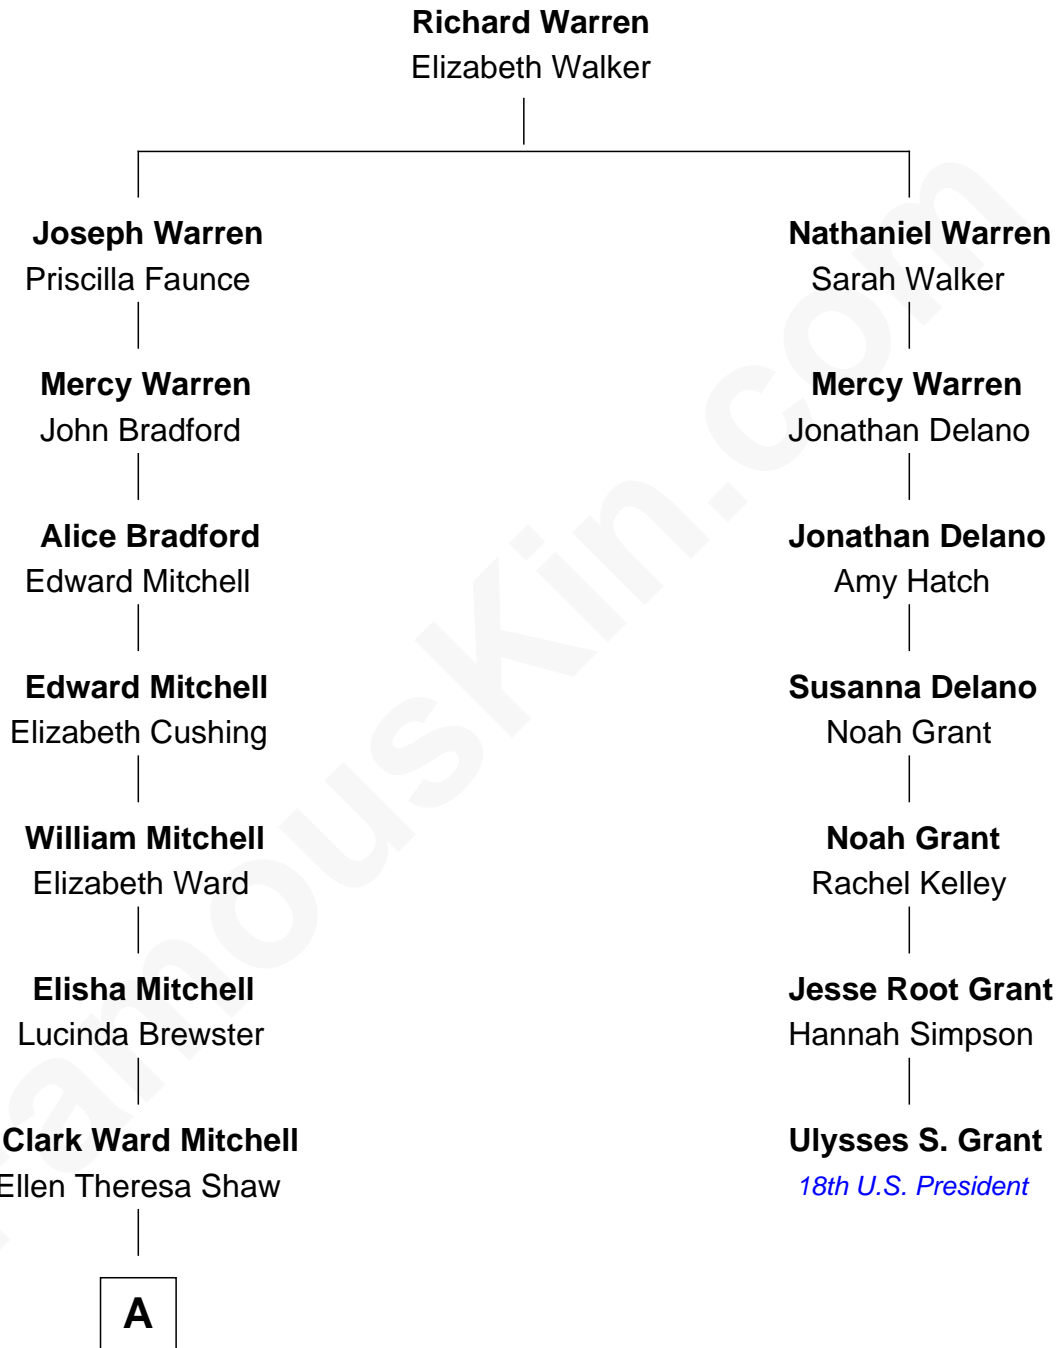 Richard Warren
Elizabeth Walker
Joseph Warren
Priscilla Faunce
Nathaniel Warren
Sarah Walker
Mercy Warren
John Bradford
Mercy Warren
Jonathan Delano
Alice Bradford
Edward Mitchell
Jonathan Delano
Amy Hatch
Edward Mitchell
Elizabeth Cushing
Susanna Delano
Noah Grant
William Mitchell
Elizabeth Ward
Noah Grant
Rachel Kelley
Elisha Mitchell
Lucinda Brewster
Jesse Root Grant
Hannah Simpson
Clark Ward Mitchell
Ellen Theresa Shaw
Ulysses S. Grant
18th U.S. President
A
FamousKin.com